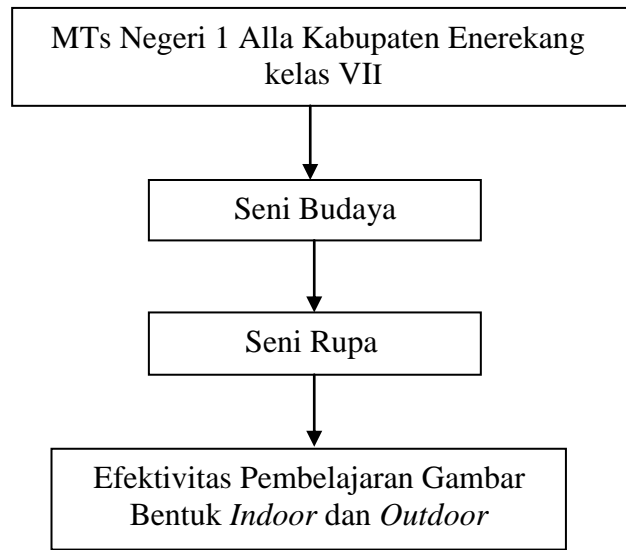 MTs Negeri 1 Alla Kabupaten Enerekang
kelas VII
Seni Budaya
Seni Rupa
Efektivitas Pembelajaran Gambar
Bentuk Indoor dan Outdoor